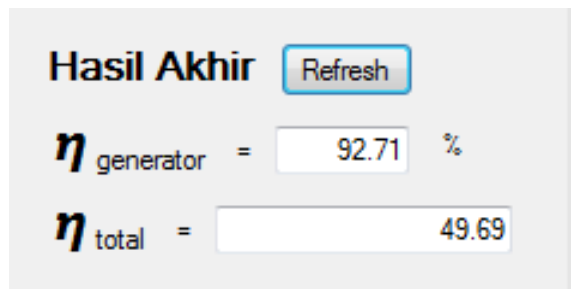 Hasil Akhir Refresh
η generator = 92.71 %
η total = 49.69